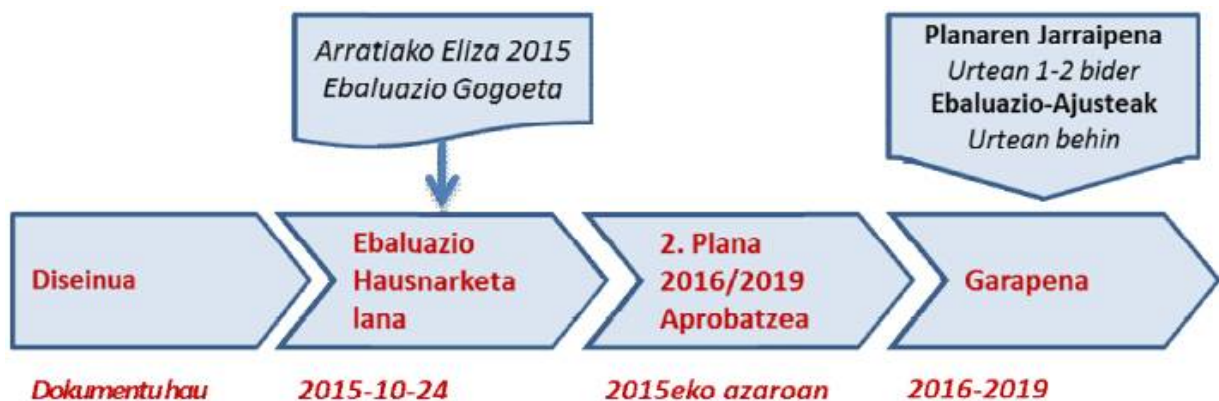 Arratiako Eliza 2015
Ebaluazio Gogoeta
Planaren Jarraipena
Urtean 1-2 bider
Ebaluazio-Ajusteak
Urtean behin
Diseinua
Ebaluazio
Hausnarketa
lana
2. Plana
2016/2019
Aprobatzea
Garapena
Dokumentu hau
2015-10-24
2015eko azaroan
2016-2019